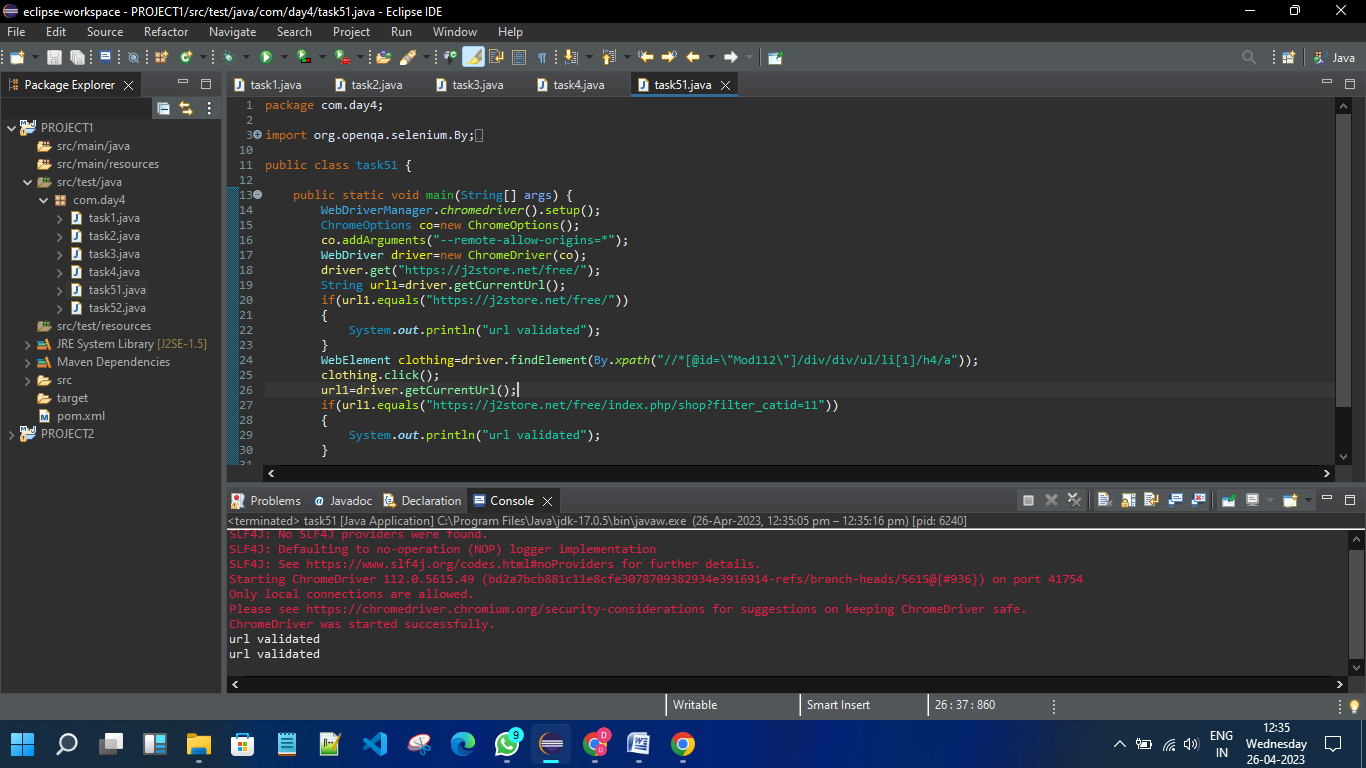 eclipse-workspace - PROJECT1/src/test/java/com/day4/task51.java - Eclipse IDE
File Edit Source Refactor Navigate Search Project Run Window Help
Java
Package Explorer
task1.java task2.java task3.java task4.java task51.java
PROJECT1
src/main/java
src/main/resources
src/test/java
com.day4
task1.java
task2.java
task3.java
task4.java
task51.java
task52.java
src/test/resources
JRE System Library [J2SE-1.5]
Maven Dependencies
src
target
pom.xml
PROJECT2
1 package com.day4;
2
3 import org.openqa.selenium.By;
10
11 public class task51 {
12
13 public static void main(String[] args) {
14 WebDriverManager.chromedriver().setup();
15 ChromeOptions co=new ChromeOptions();
16 co.addArguments("--remote-allow-origins=*");
17 WebDriver driver=new ChromeDriver(co);
18 driver.get("https://j2store.net/free/");
19 String url1=driver.getCurrentUrl();
20 if(url1.equals("https://j2store.net/free/"))
21 {
22 System.out.println("url validated");
23 }
24 WebElement clothing=driver.findElement(By.xpath("//*[@id=\"Mod112\"]/div/div/ul/li[1]/h4/a"));
25 clothing.click();
26 url1=driver.getCurrentUrl();
27 if(url1.equals("https://j2store.net/free/index.php/shop?filter_catid=11"))
28 {
29 System.out.println("url validated");
30 }
31
Problems Javadoc Declaration Console
<terminated> task51 [Java Application] C:\Program Files\Java\jdk-17.0.5\bin\javaw.exe (26-Apr-2023, 12:35:05 pm – 12:35:16 pm) [pid: 6240]
SLF4J: No SLF4J providers were found.
SLF4J: Defaulting to no-operation (NOP) logger implementation
SLF4J: See https://www.slf4j.org/codes.html#noProviders for further details.
Starting ChromeDriver 112.0.5615.49 (bd2a7bcb881c11e8cfe3078709382934e3916914-refs/branch-heads/5615@{#936}) on port 41754
Only local connections are allowed.
Please see https://chromedriver.chromium.org/security-considerations for suggestions on keeping ChromeDriver safe.
ChromeDriver was started successfully.
url validated
url validated
Writable Smart Insert 26 : 37 : 860
9 D
ENG
IN
12:35
Wednesday
26-04-2023